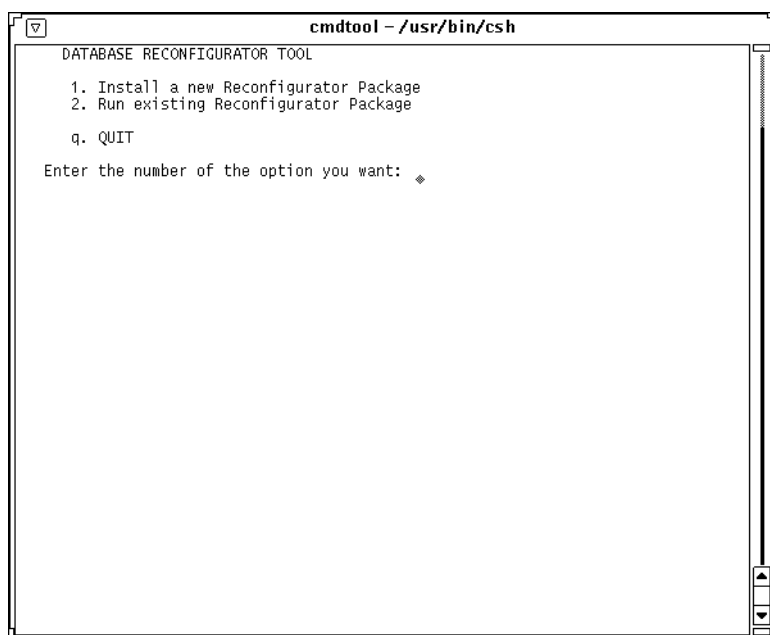 cmdtool – /usr/bin/csh
DATABASE RECONFIGURATOR TOOL
1. Install a new Reconfigurator Package
2. Run existing Reconfigurator Package
q. QUIT
Enter the number of the option you want: